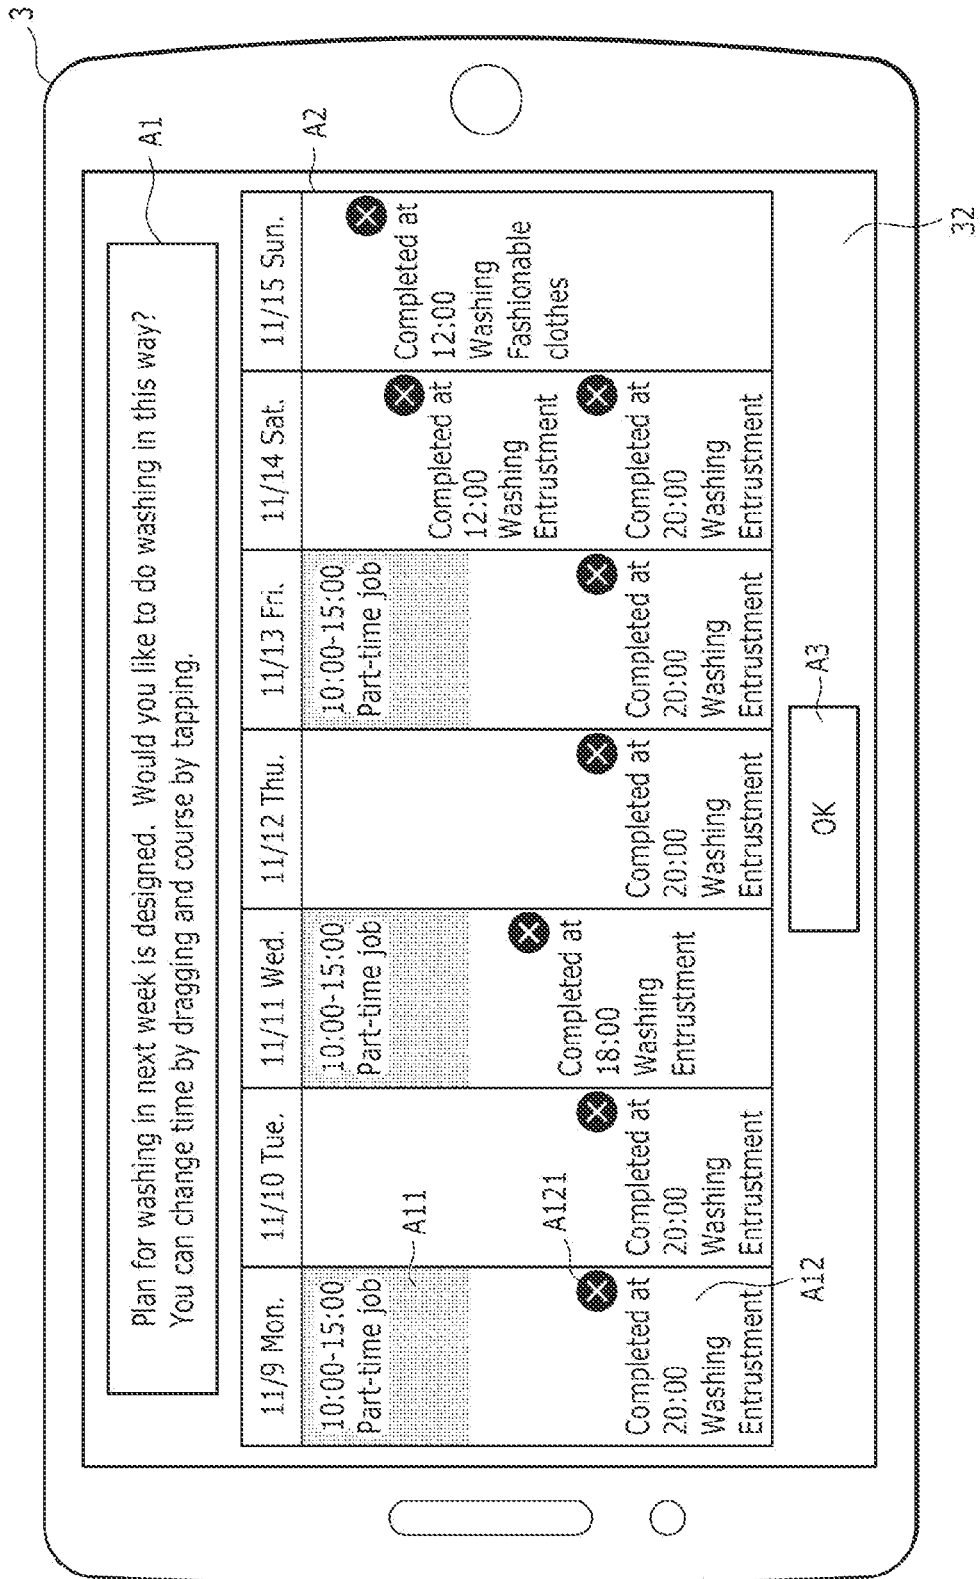 3
A1
Plan for washing in next week is designed. Would you like to do washing in this way?
You can change time by dragging and course by tapping.
A2
11/9 Mon.
10:00-15:00
Part-time job
A11
A121
Completed at
20:00
Washing
Entrustment
A12
11/10 Tue.
Completed at
20:00
Washing
Entrustment
11/11 Wed.
10:00-15:00
Part-time job
Completed at
18:00
Washing
Entrustment
11/12 Thu.
Completed at
20:00
Washing
Entrustment
11/13 Fri.
10:00-15:00
Part-time job
Completed at
20:00
Washing
Entrustment
11/14 Sat.
Completed at
12:00
Washing
Entrustment
Completed at
20:00
Washing
Entrustment
11/15 Sun.
Completed at
12:00
Washing
Fashionable
clothes
OK
A3
32